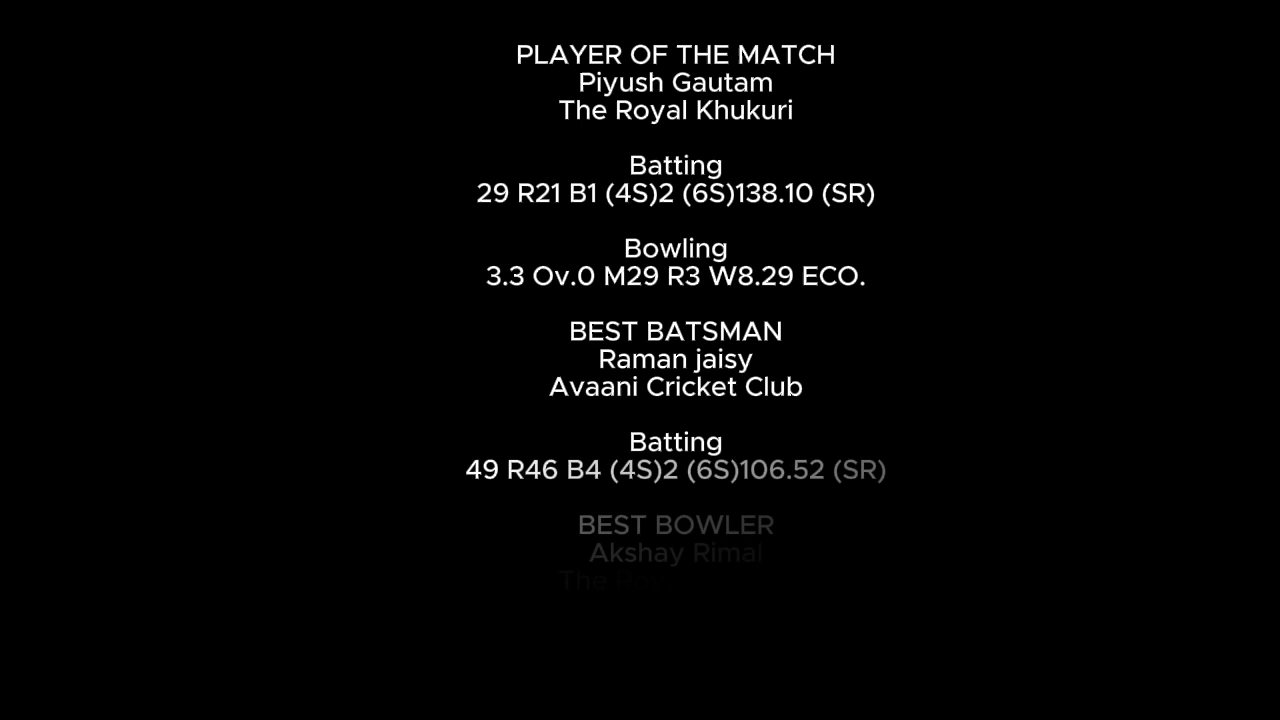 PLAYER OF THE MATCH
Piyush Gautam
The Royal Khukuri
Batting
29 R21 B1 (4S)2 (6S)138.10 (SR)
Bowling
3.3 Ov.0 M29 R3 W8.29 ECO.
BEST BATSMAN
Raman jaisy
Avaani Cricket Club
Batting
49 R46 B4 (4S)2 (6S)106.52 (SR)
BEST BOWLER
Akshay Rimal
The